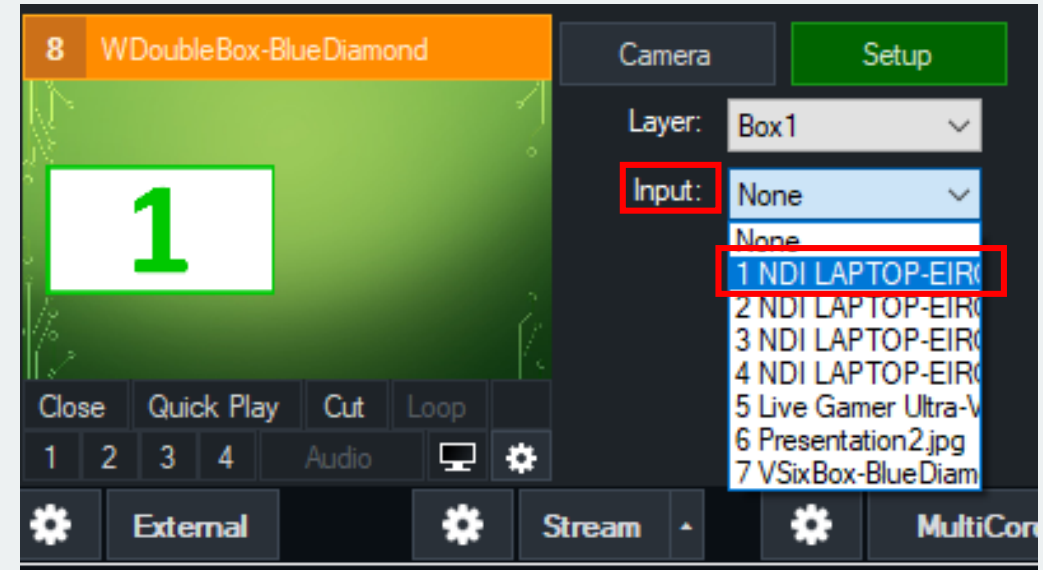 8 WDoubleBox-BlueDiamond
Camera Setup
Layer: Box1
Input: None
None
1 NDI LAPTOP-EIR
2 NDI LAPTOP-EIR
3 NDI LAPTOP-EIR
4 NDI LAPTOP-EIR
5 Live Gamer Ultra-V
6 Presentation2.jpg
7 VSixBox-BlueDiam
1
Close Quick Play Cut Loop
1 2 3 4 Audio
External Stream MultiCor